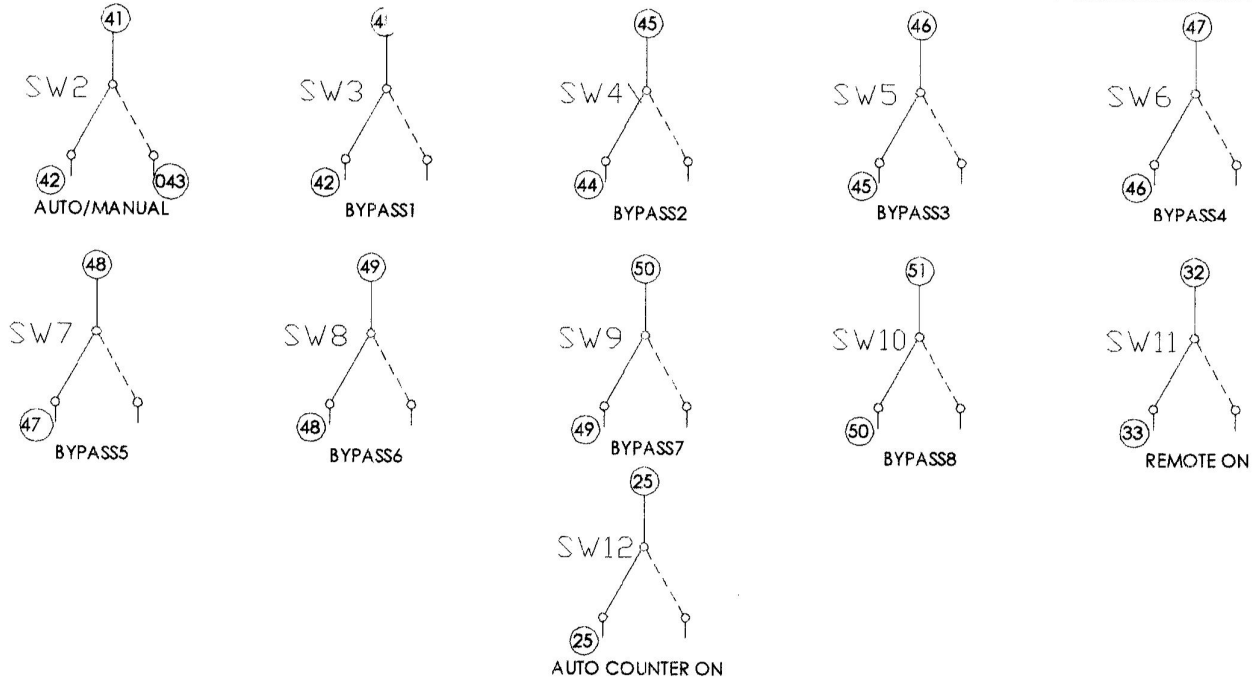 41
SW2
42
043
AUTO/MANUAL
SW3
42
BYPASS1
45
SW4
44
BYPASS2
46
SW5
45
BYPASS3
47
SW6
46
BYPASS4
48
SW7
47
BYPASS5
49
SW8
48
BYPASS6
50
SW9
49
BYPASS7
51
SW10
50
BYPASS8
32
SW11
33
REMOTE ON
25
SW12
25
AUTO COUNTER ON